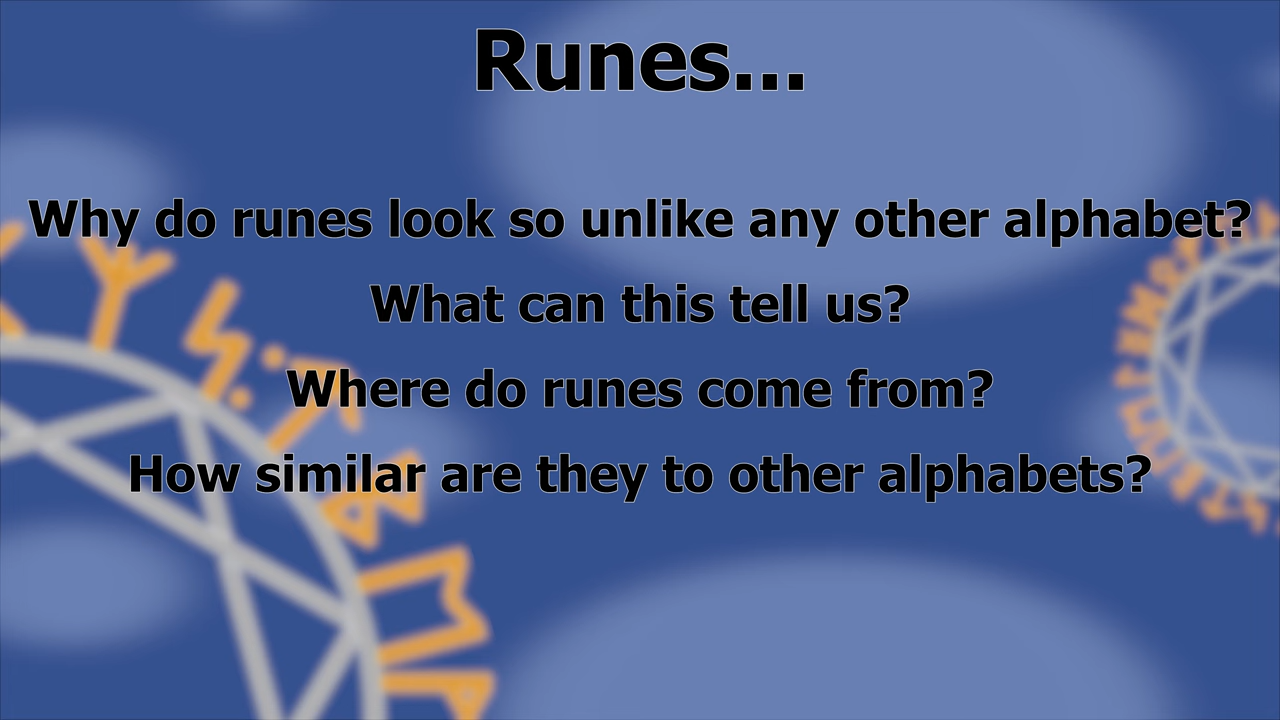 Runes...
Why do runes look so unlike any other alphabet?
What can this tell us?
Where do runes come from?
How similar are they to other alphabets?